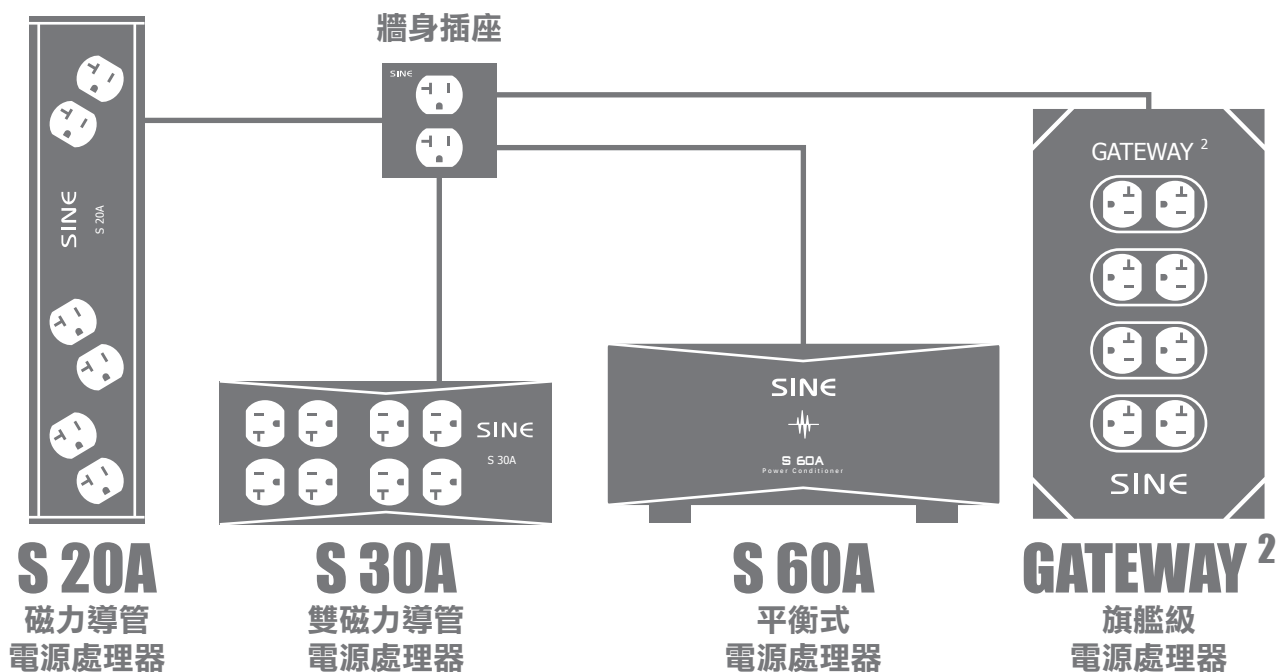 牆身插座
SINE
SINE
S 20A
SINE
S 30A
SINE
S 60A
Power Conditioner
GATEWAY ²
SINE
S 20A
磁力導管
電源處理器
S 30A
雙磁力導管
電源處理器
S 60A
平衡式
電源處理器
GATEWAY ²
旗艦級
電源處理器